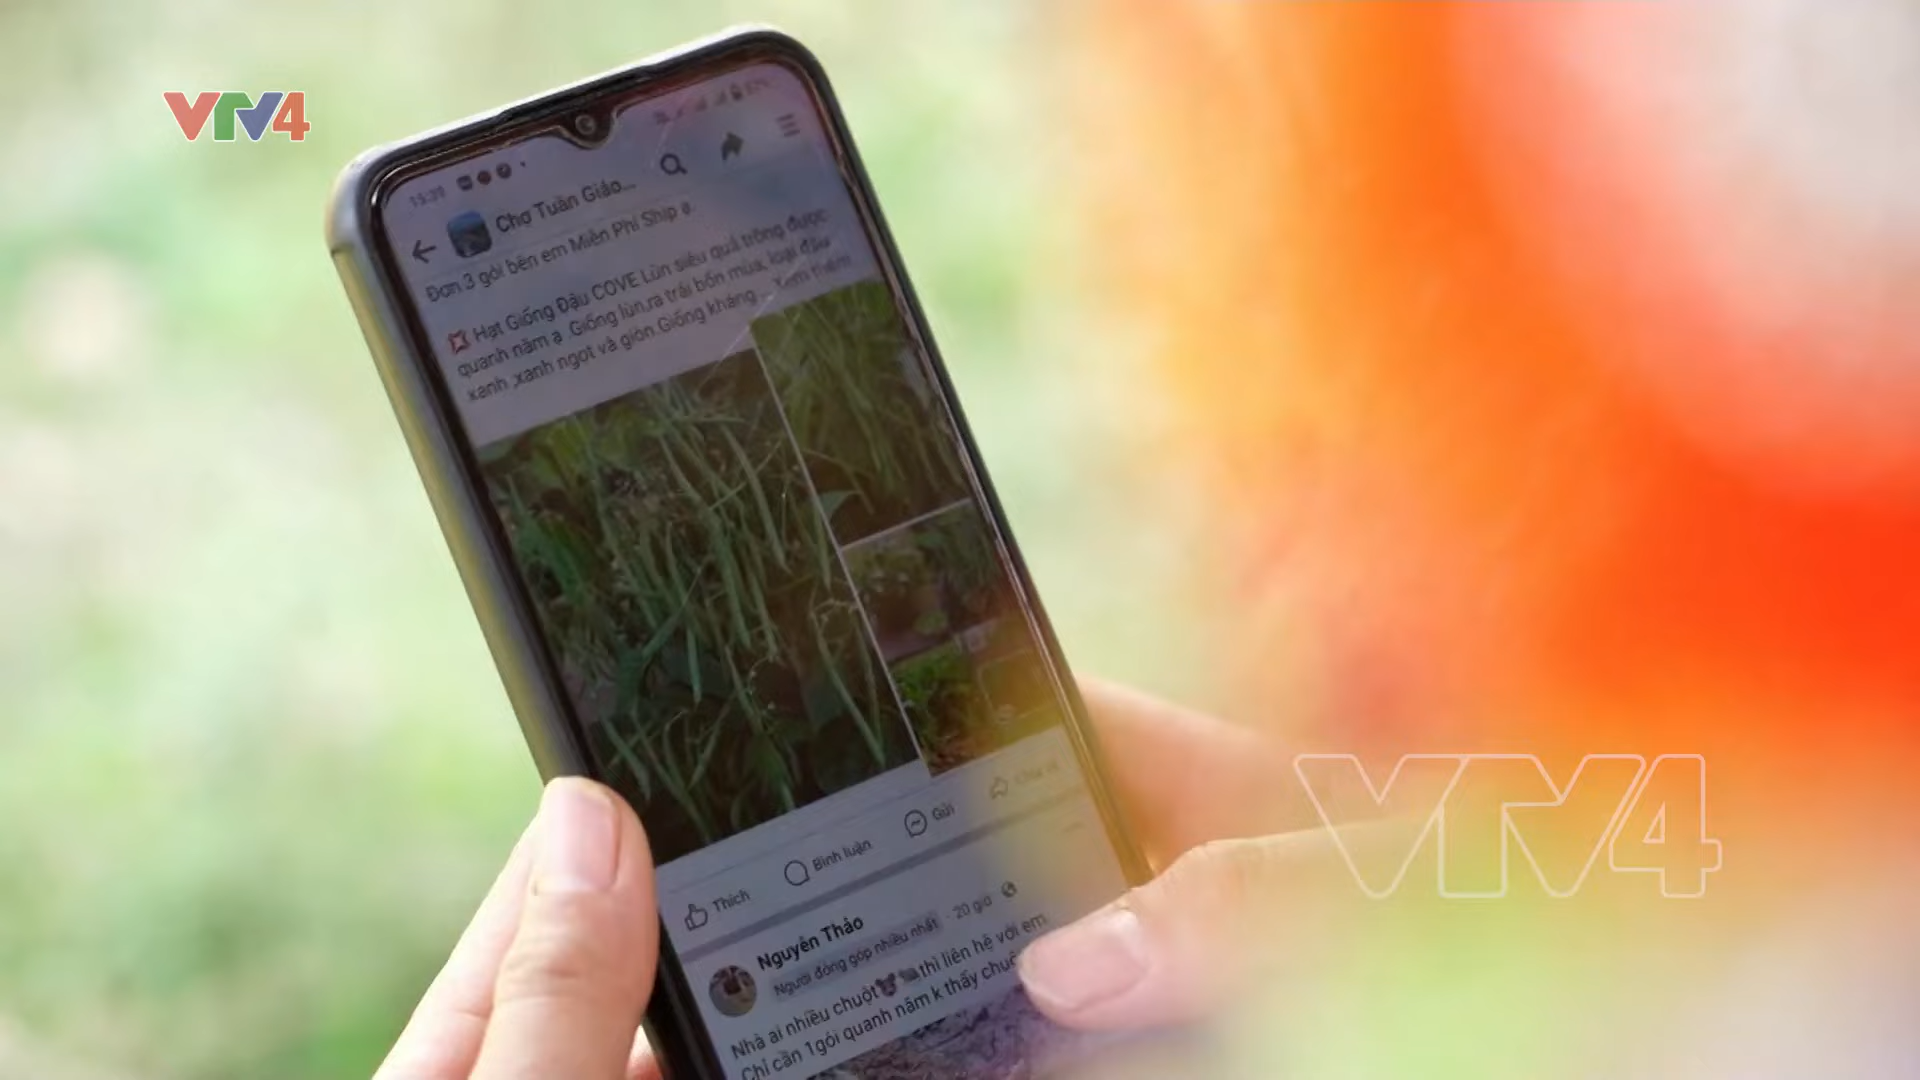 VTV4
15:39
Chợ Tuần Giáo...
Đơn 3 gói bên em Miễn Phí Ship ạ.
Hạt Giống Đậu COVE Lùn siêu quả trồng được
quanh năm ạ .Giống lùn,ra trái bốn mùa, loại đậu
xanh ,xanh ngọt và giòn.Giống kháng ... Xem thêm
Thích
Bình luận
Gửi
Chia sẻ
Nguyễn Thảo
Người đóng góp nhiều nhất · 20 giờ
Nhà ai nhiều chuột thì liên hệ với em.
Chỉ cần 1gói quanh năm k thấy
VTV4